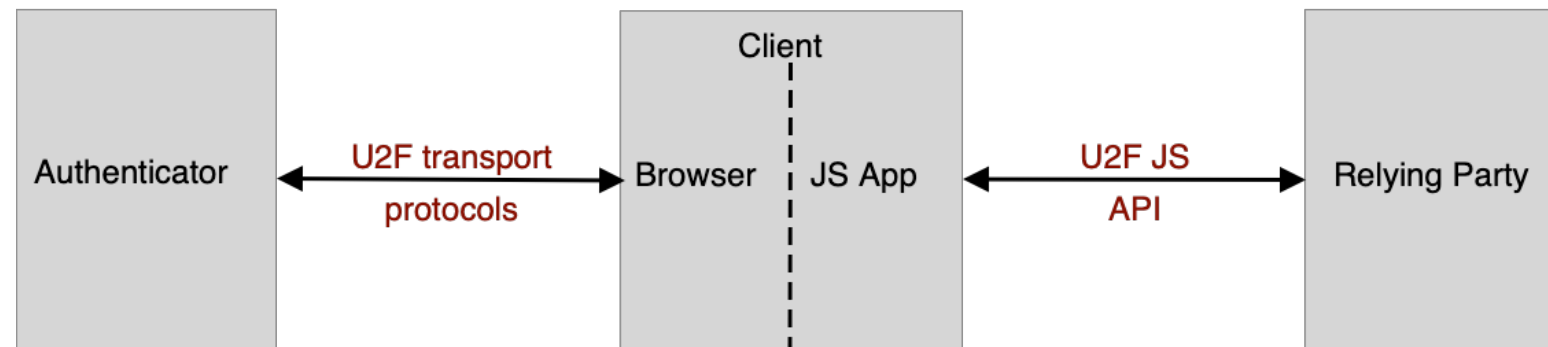 Client
Authenticator
U2F transport
protocols
Browser
JS App
U2F JS
API
Relying Party